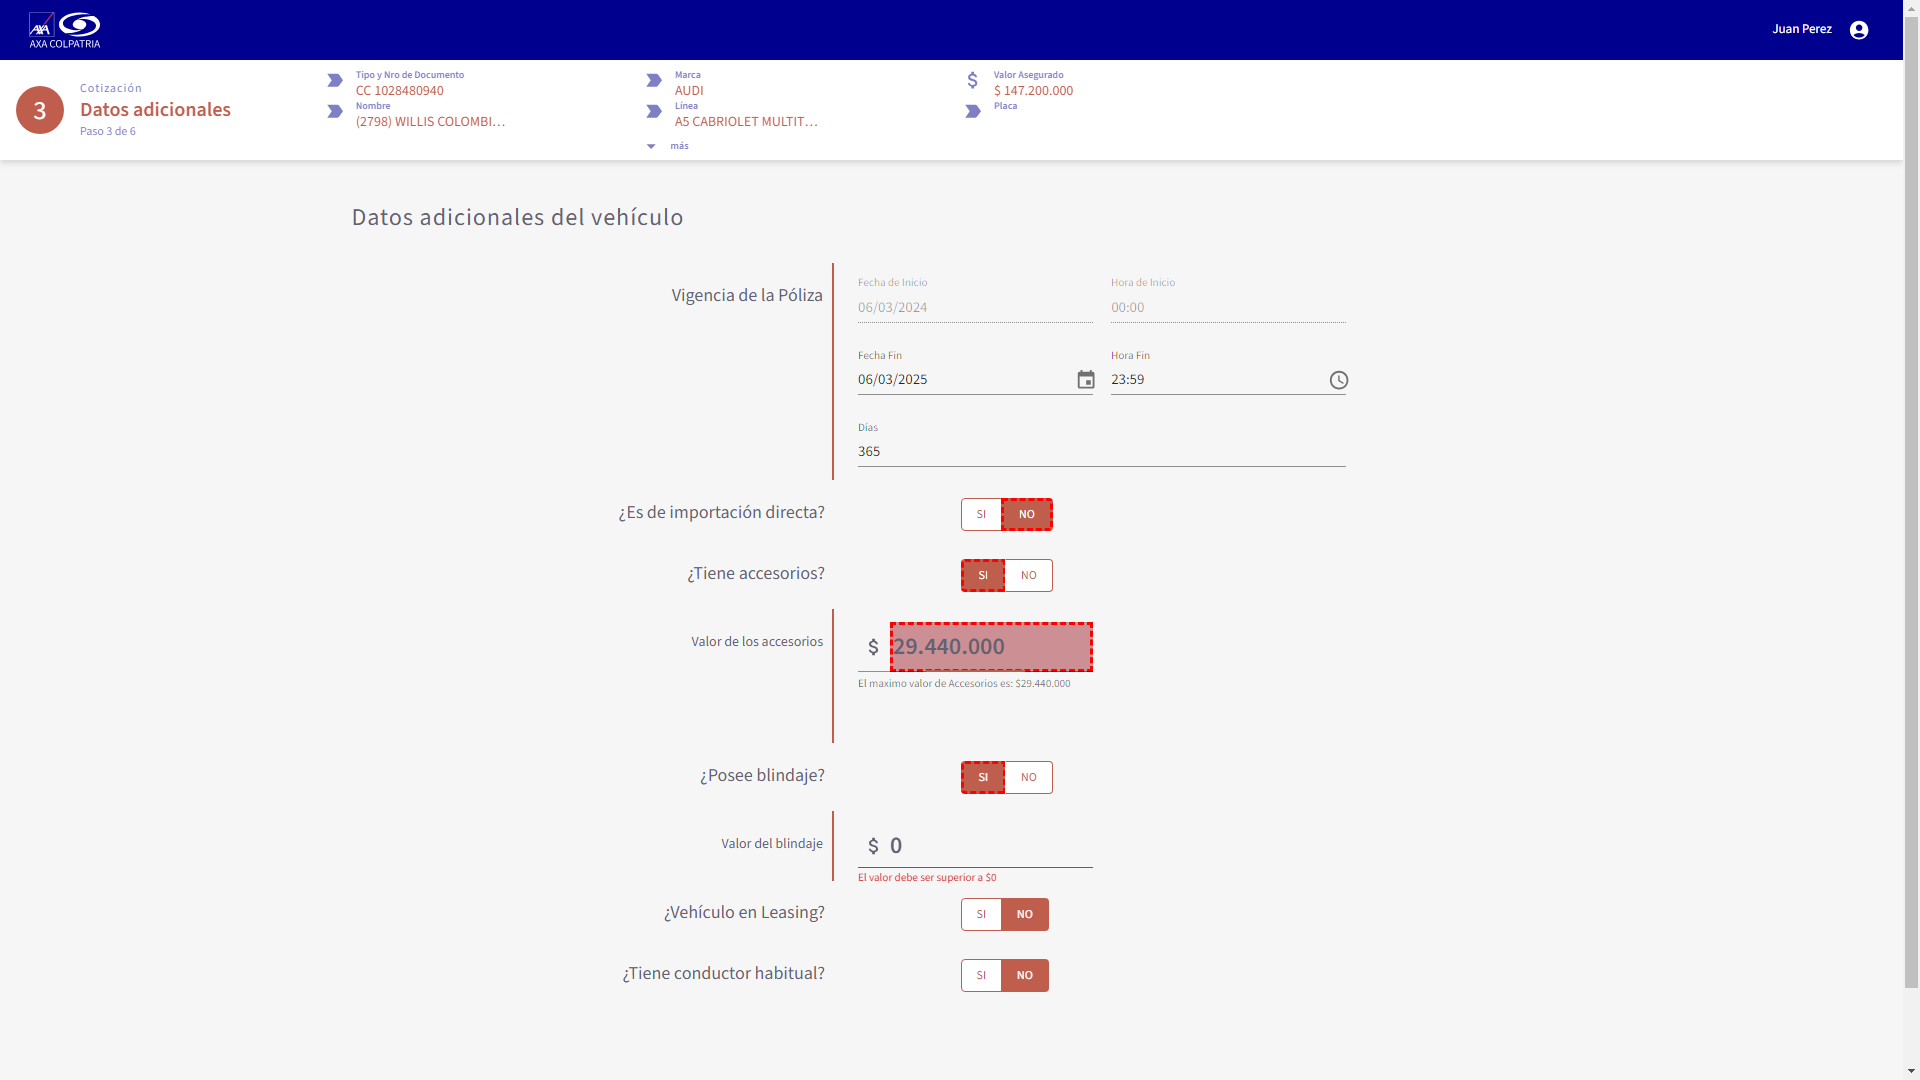 AXA
AXA COLPATRIA
Juan Perez
3
Cotización
Datos adicionales
Paso 3 de 6
Tipo y Nro de Documento
CC 1028480940
Nombre
(2798) WILLIS COLOMBI...
Marca
AUDI
Línea
A5 CABRIOLET MULTIT...
más
$
Valor Asegurado
$ 147.200.000
Placa
Datos adicionales del vehículo
Vigencia de la Póliza
Fecha de Inicio
06/03/2024
Hora de Inicio
00:00
Fecha Fin
06/03/2025
Hora Fin
23:59
Días
365
¿Es de importación directa?
SI NO
¿Tiene accesorios?
SI NO
Valor de los accesorios
$ 29.440.000
El maximo valor de Accesorios es: $29.440.000
¿Posee blindaje?
SI NO
Valor del blindaje
$ 0
El valor debe ser superior a $0
¿Vehículo en Leasing?
SI NO
¿Tiene conductor habitual?
SI NO